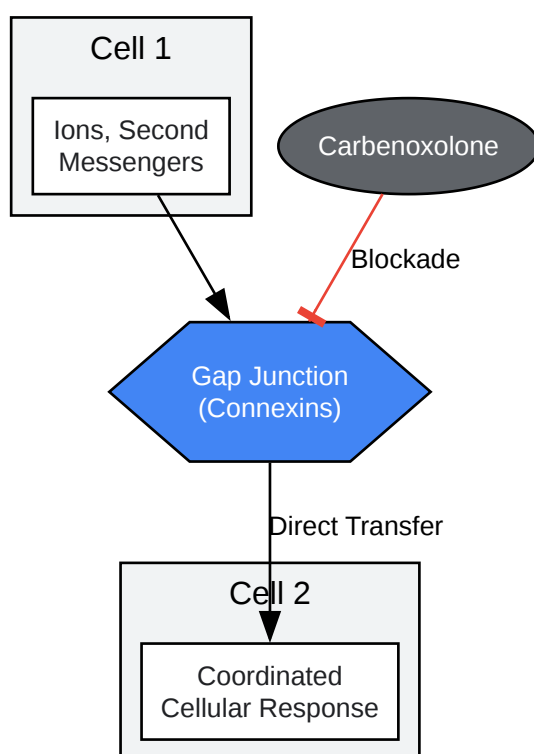 Cell 1
Ions, Second
Messengers
Carbenoxolone
Blockade
Gap Junction
(Connexins)
Direct Transfer
Cell 2
Coordinated
Cellular Response